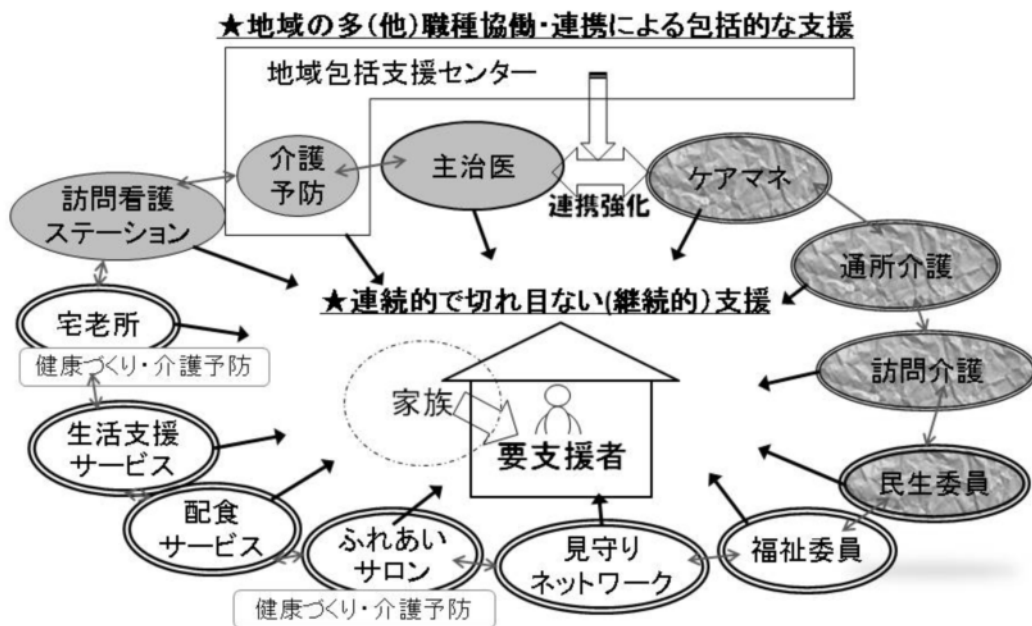 ★地域の多(他)職種協働・連携による包括的な支援
地域包括支援センター
介護
予防
主治医
連携強化
ケアマネ
訪問看護
ステーション
通所介護
★連続的で切れ目ない(継続的)支援
宅老所
健康づくり・介護予防
訪問介護
家族
要支援者
生活支援
サービス
民生委員
配食
サービス
ふれあい
サロン
見守り
ネットワーク
福祉委員
健康づくり・介護予防